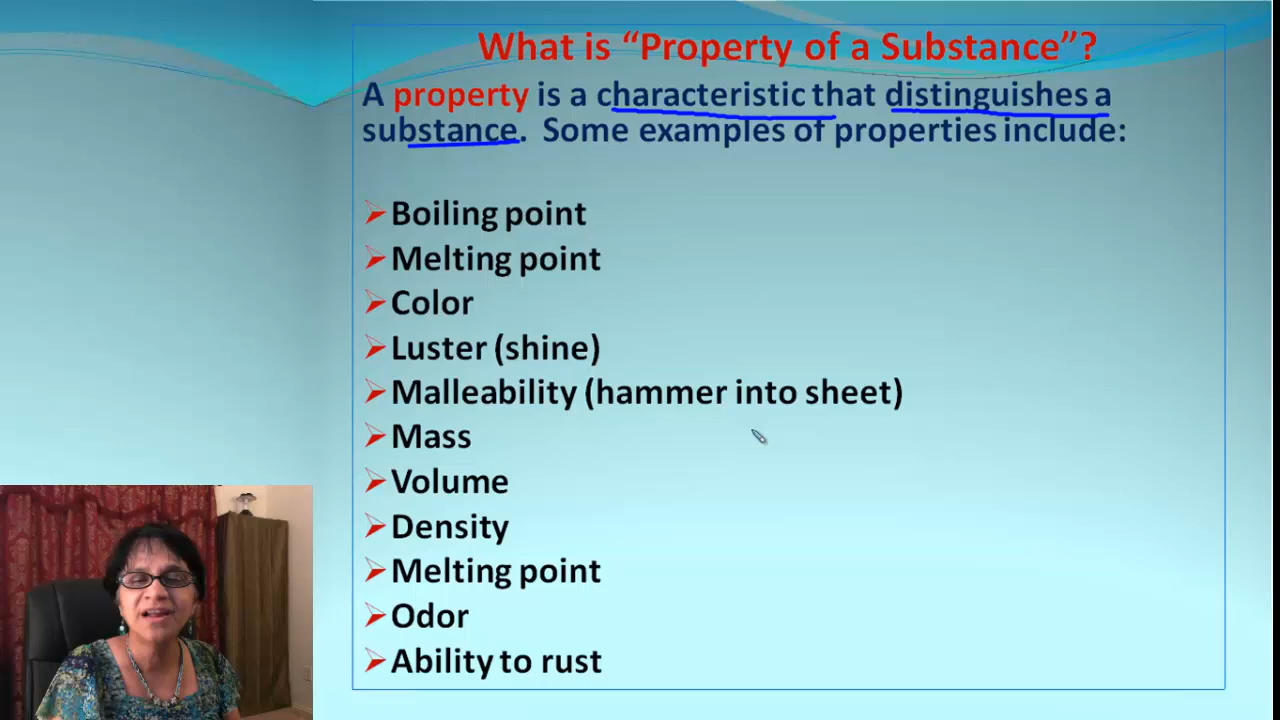 What is “Property of a Substance”?
A property is a characteristic that distinguishes a
substance. Some examples of properties include:
Boiling point
Melting point
Color
Luster (shine)
Malleability (hammer into sheet)
Mass
Volume
Density
Melting point
Odor
Ability to rust